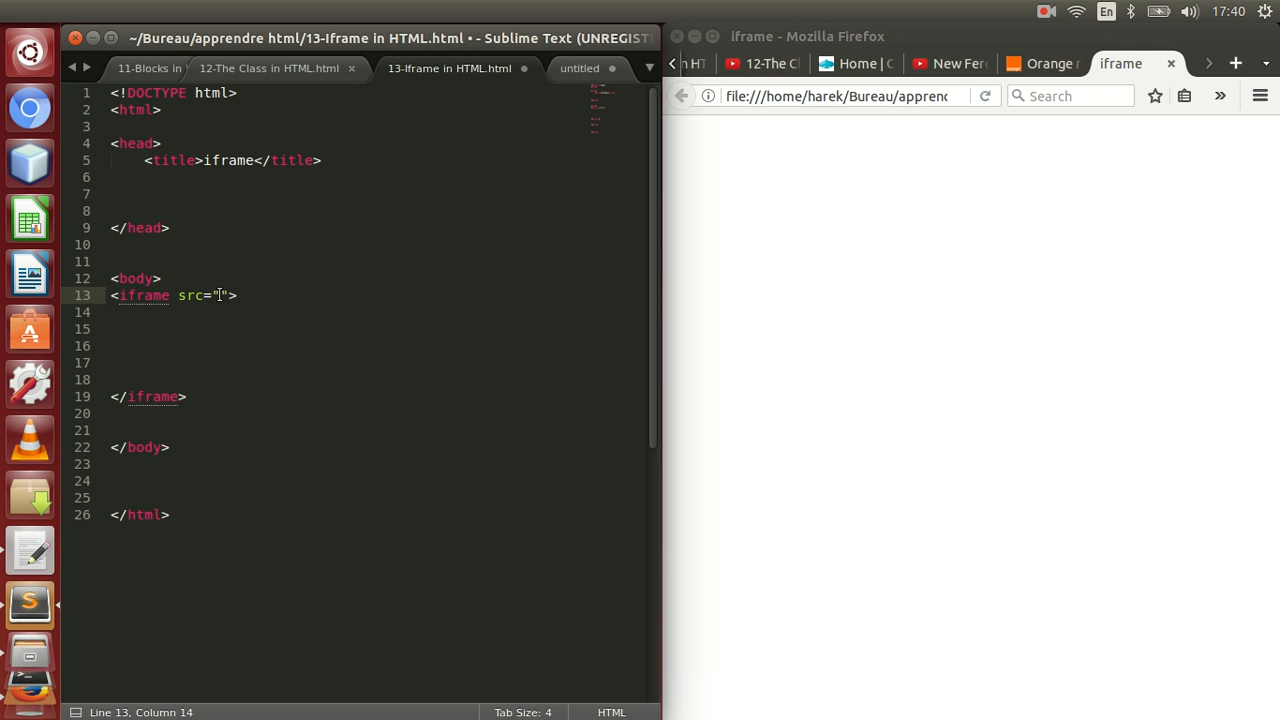 En
17:40
~/Bureau/apprendre html/13-Iframe in HTML.html • - Sublime Text (UNREGIST
11-Blocks in
12-The Class in HTML.html ×
13-Iframe in HTML.html
untitled
1 <!DOCTYPE html>
2 <html>
3
4 <head>
5 <title>iframe</title>
6
7
8
9 </head>
10
11
12 <body>
13 <iframe src="">
14
15
16
17
18
19 </iframe>
20
21
22 </body>
23
24
25
26 </html>
Line 13, Column 14
Tab Size: 4
HTML
iframe - Mozilla Firefox
n HT
12-The Cl
Home | C
New Fer
Orange r
iframe ×
file:///home/harek/Bureau/apprend
Search